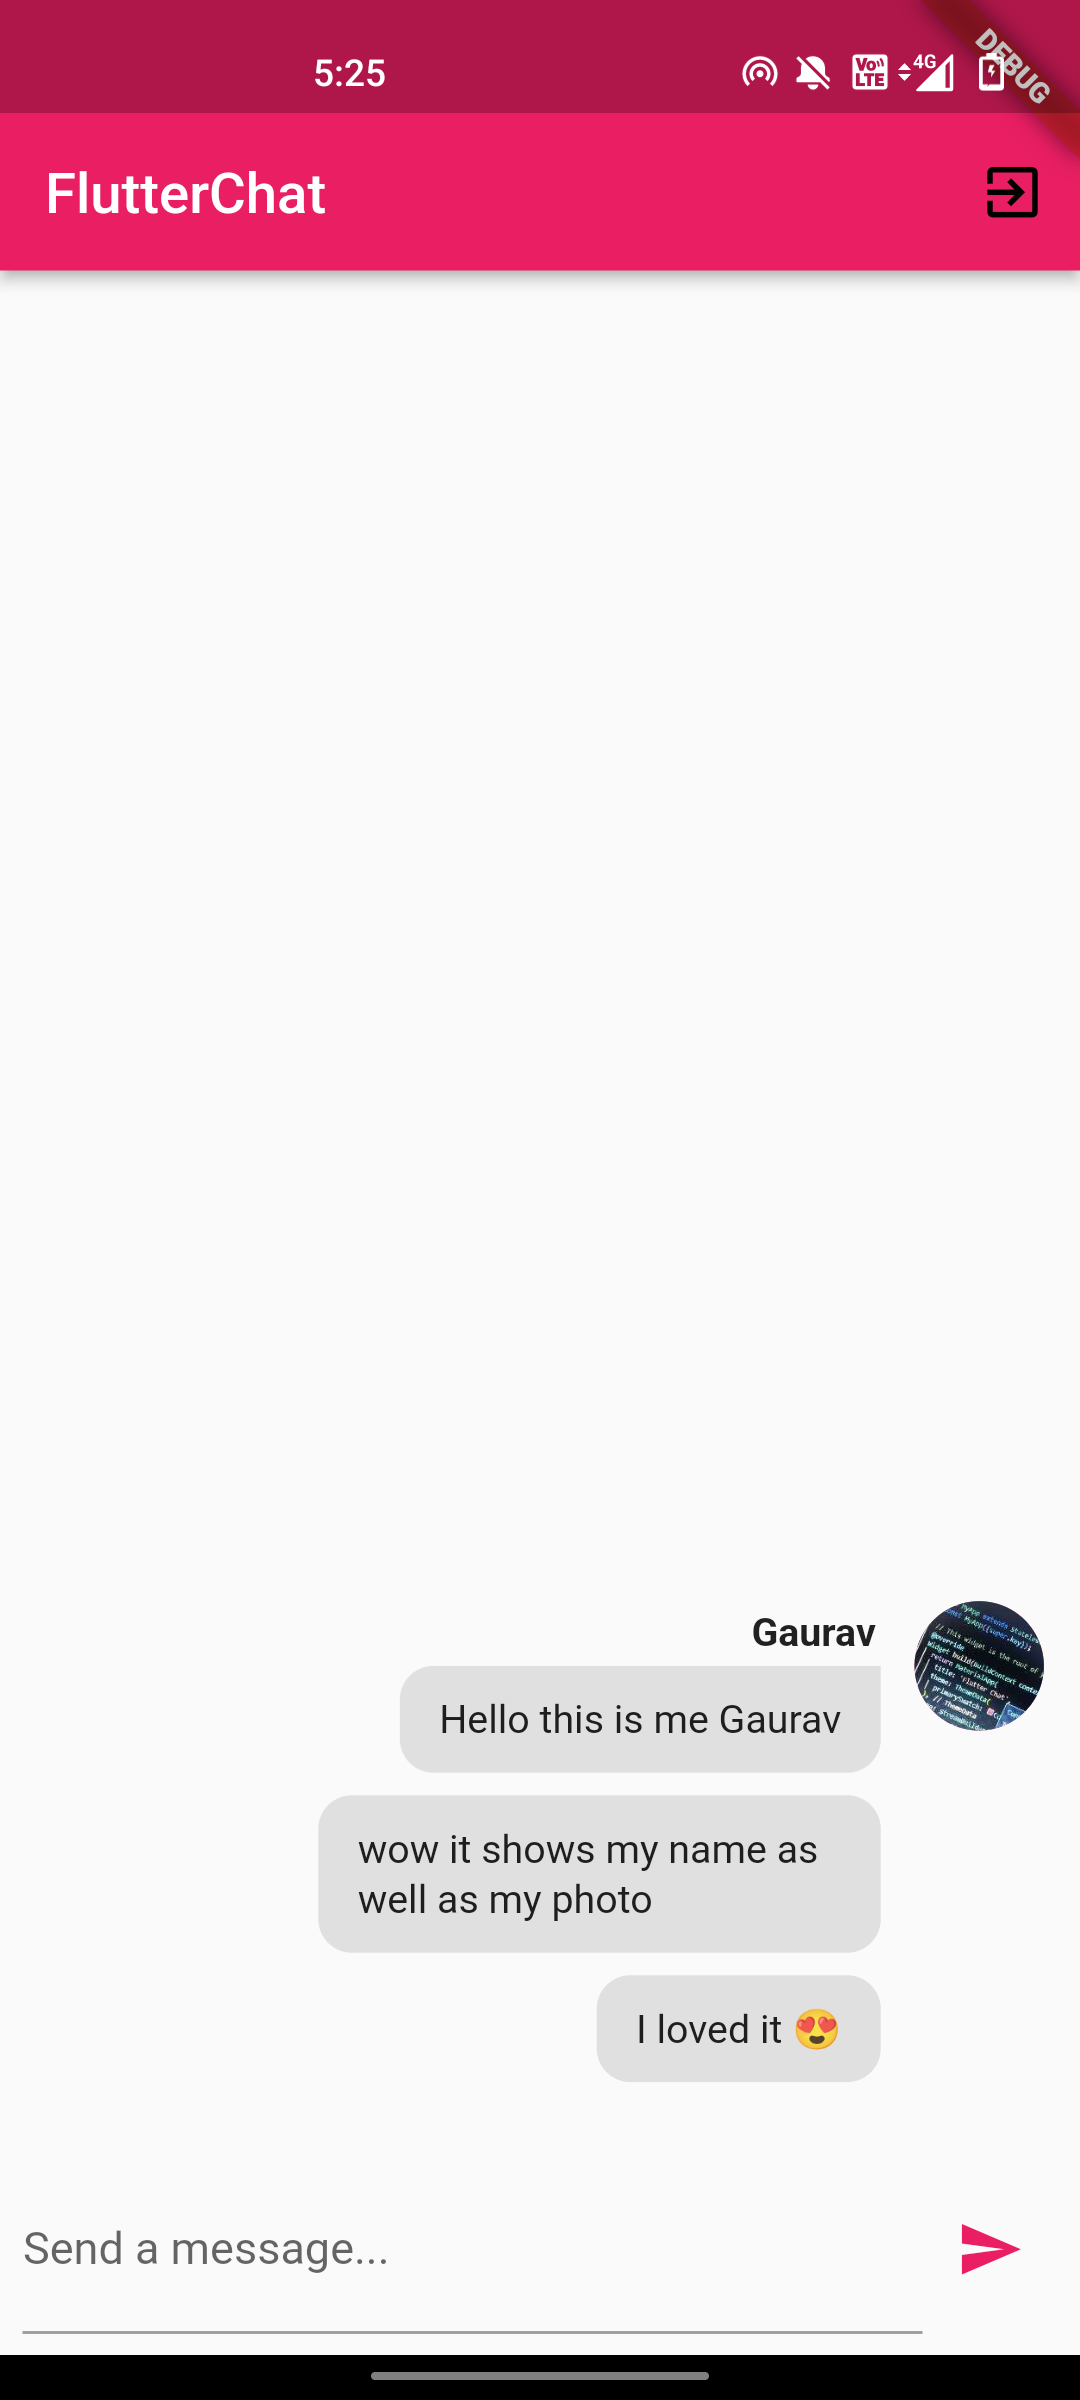 5:25
Vo LTE
4G
DEBUG
FlutterChat
Gaurav
Hello this is me Gaurav
wow it shows my name as
well as my photo
I loved it 😍
Send a message...